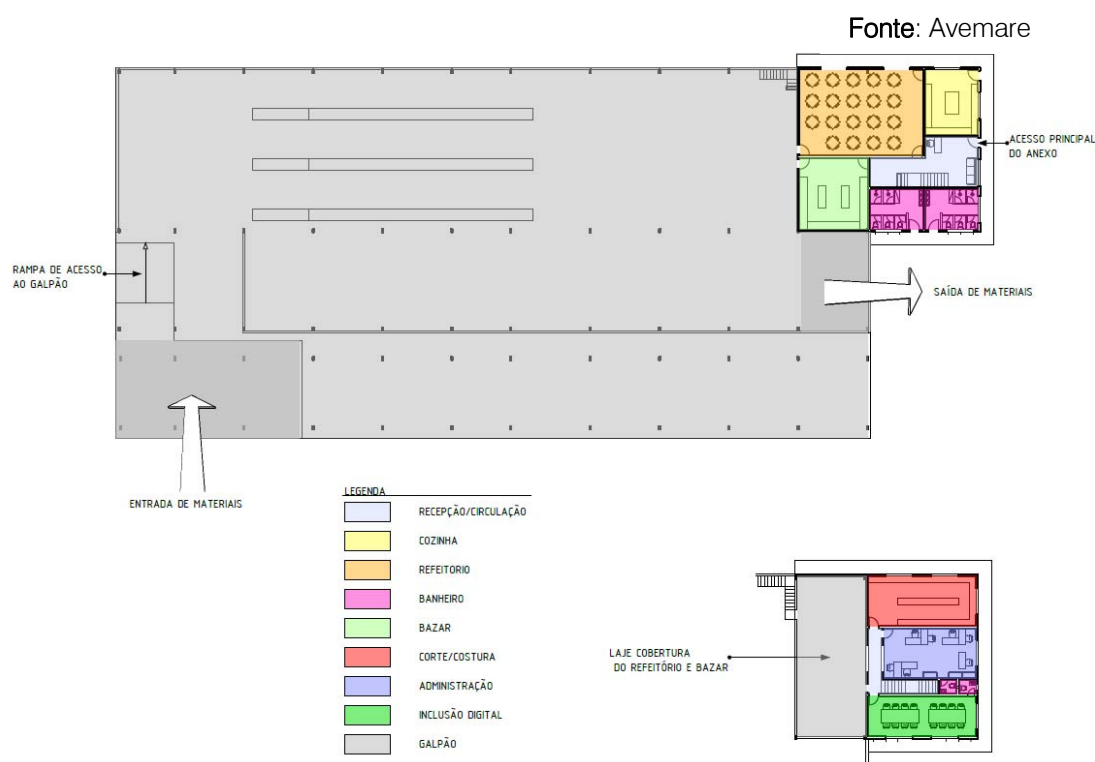 Fonte: Avemare
ACESSO PRINCIPAL
DO ANEXO
RAMPA DE ACESSO
AO GALPÃO
SAÍDA DE MATERIAIS
ENTRADA DE MATERIAIS
LEGENDA
RECEPÇÃO/CIRCULAÇÃO
COZINHA
REFEITORIO
BANHEIRO
BAZAR
CORTE/COSTURA
ADMINISTRAÇÃO
INCLUSÃO DIGITAL
GALPÃO
LAJE COBERTURA
DO REFEITÓRIO E BAZAR